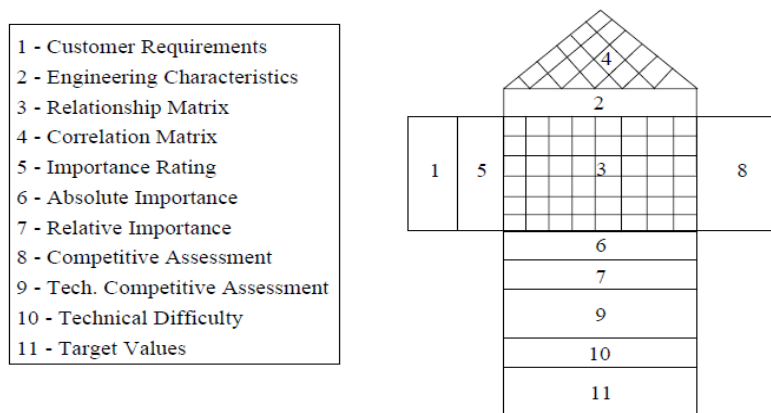 1 - Customer Requirements
2 - Engineering Characteristics
3 - Relationship Matrix
4 - Correlation Matrix
5 - Importance Rating
6 - Absolute Importance
7 - Relative Importance
8 - Competitive Assessment
9 - Tech. Competitive Assessment
10 - Technical Difficulty
11 - Target Values
4
2
1 5 3 8
6
7
9
10
11